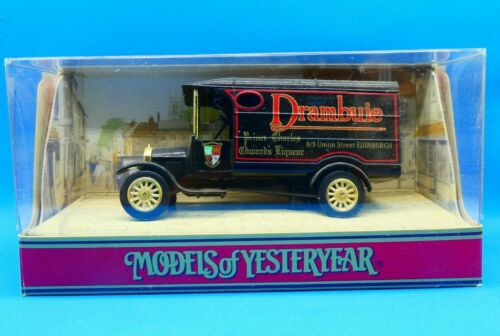 Drambuie
Prince Charles
Edward's Liqueur
8/9 Union Street EDINBURGH
MODELS of YESTERYEAR®